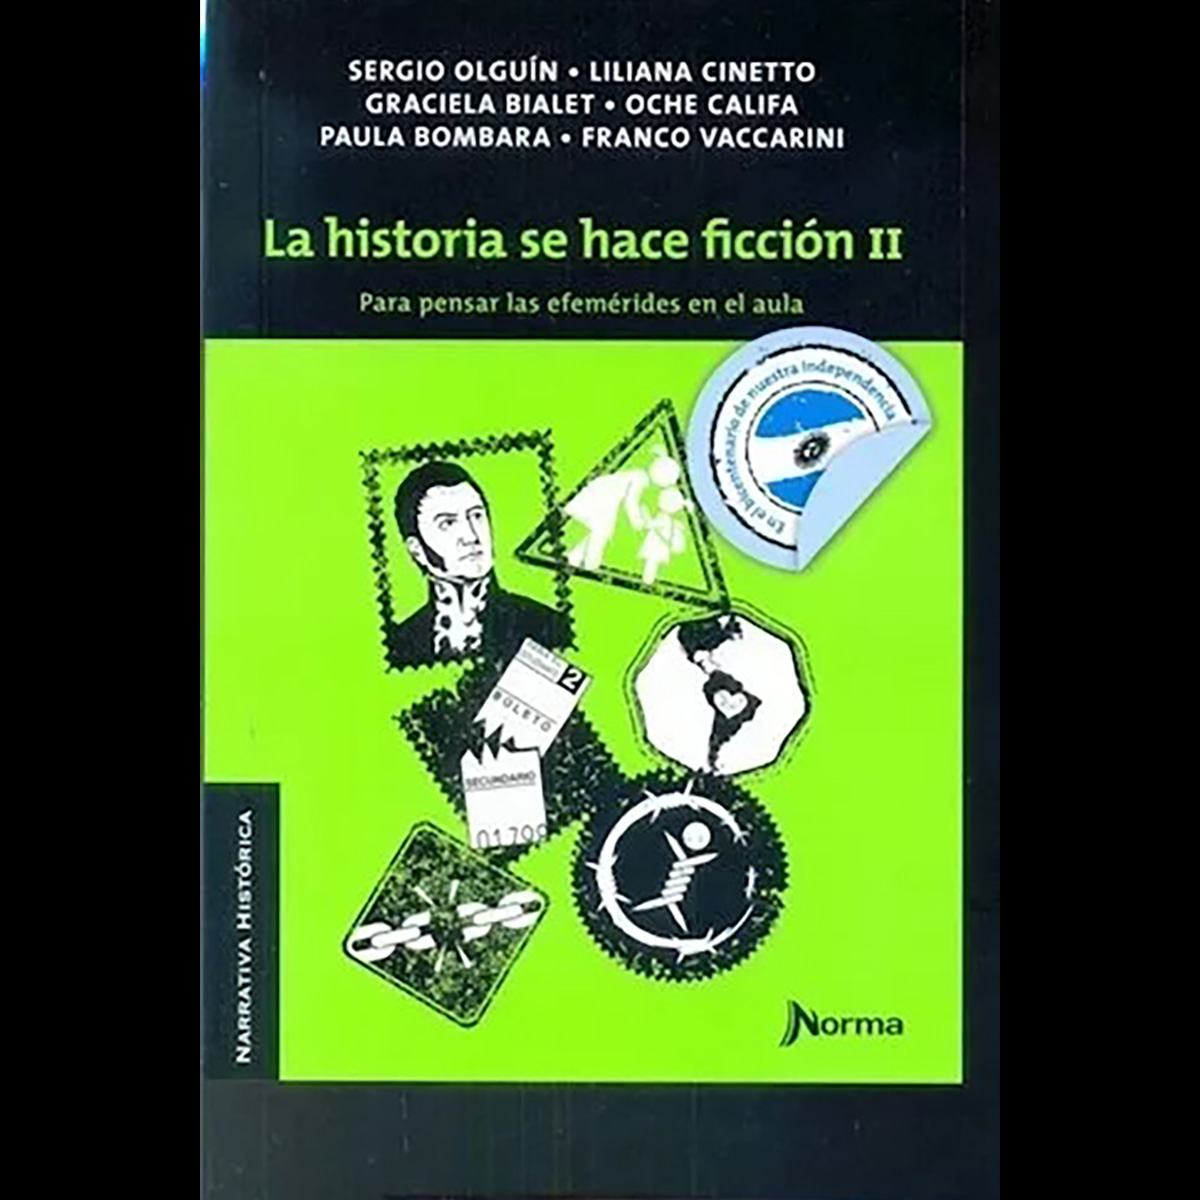 SERGIO OLGUÍN • LILIANA CINETTO
GRACIELA BIALET • OCHE CALIFA
PAULA BOMBARA • FRANCO VACCARINI
La historia se hace ficción II
Para pensar las efemérides en el aula
En el bicentenario de nuestra Independencia
2
BOLETO
SECUNDARIO
01709
NARRATIVA HISTÓRICA
Norma